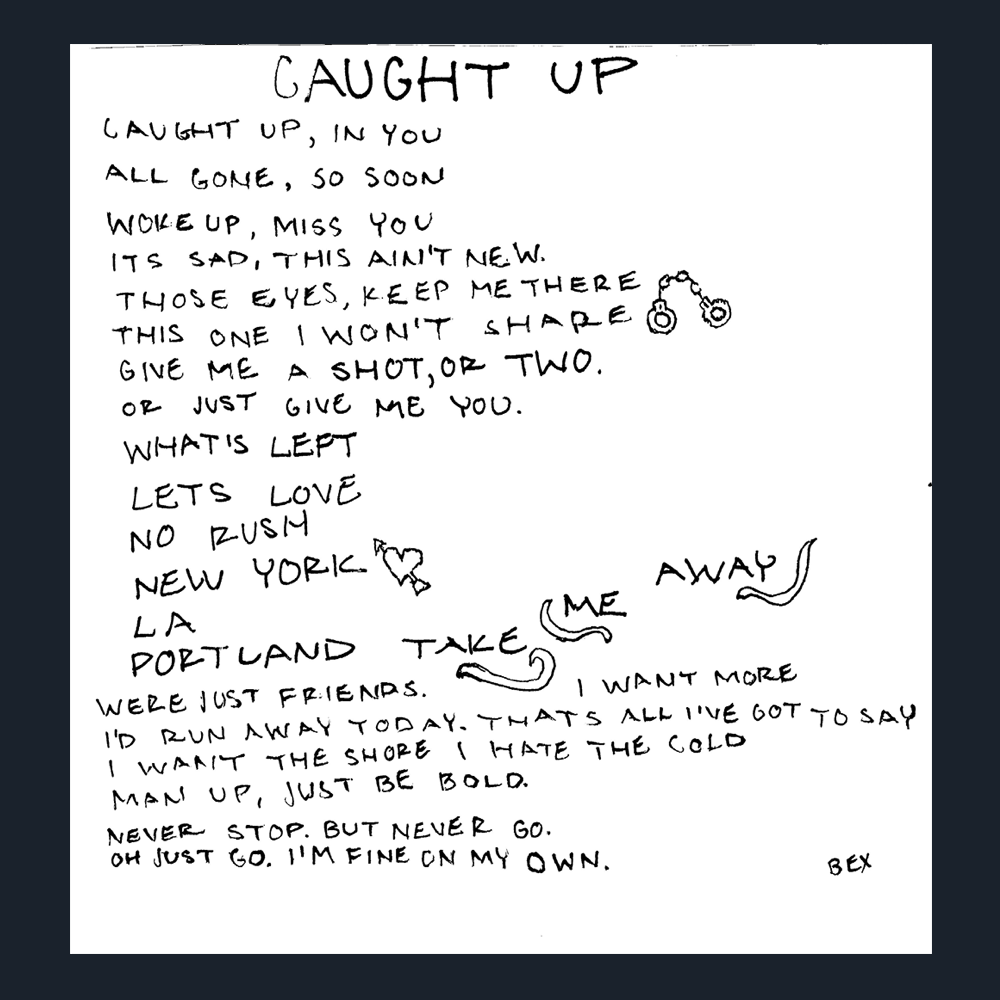 CAUGHT UP
CAUGHT UP, IN YOU
ALL GONE, SO SOON
WOKE UP, MISS YOU
ITS SAD, THIS AIN'T NEW.
THOSE EYES, KEEP ME THERE
THIS ONE I WON'T SHARE
GIVE ME A SHOT, OR TWO.
OR JUST GIVE ME YOU.
WHAT'S LEFT
LETS LOVE
NO RUSH
NEW YORK
LA
PORTLAND TAKE ME AWAY
WERE JUST FRIENDS. I WANT MORE
I'D RUN AWAY TODAY. THATS ALL I'VE GOT TO SAY
I WANT THE SHORE I HATE THE COLD
MAN UP, JUST BE BOLD.
NEVER STOP. BUT NEVER GO.
OH JUST GO. I'M FINE ON MY OWN.
BEX